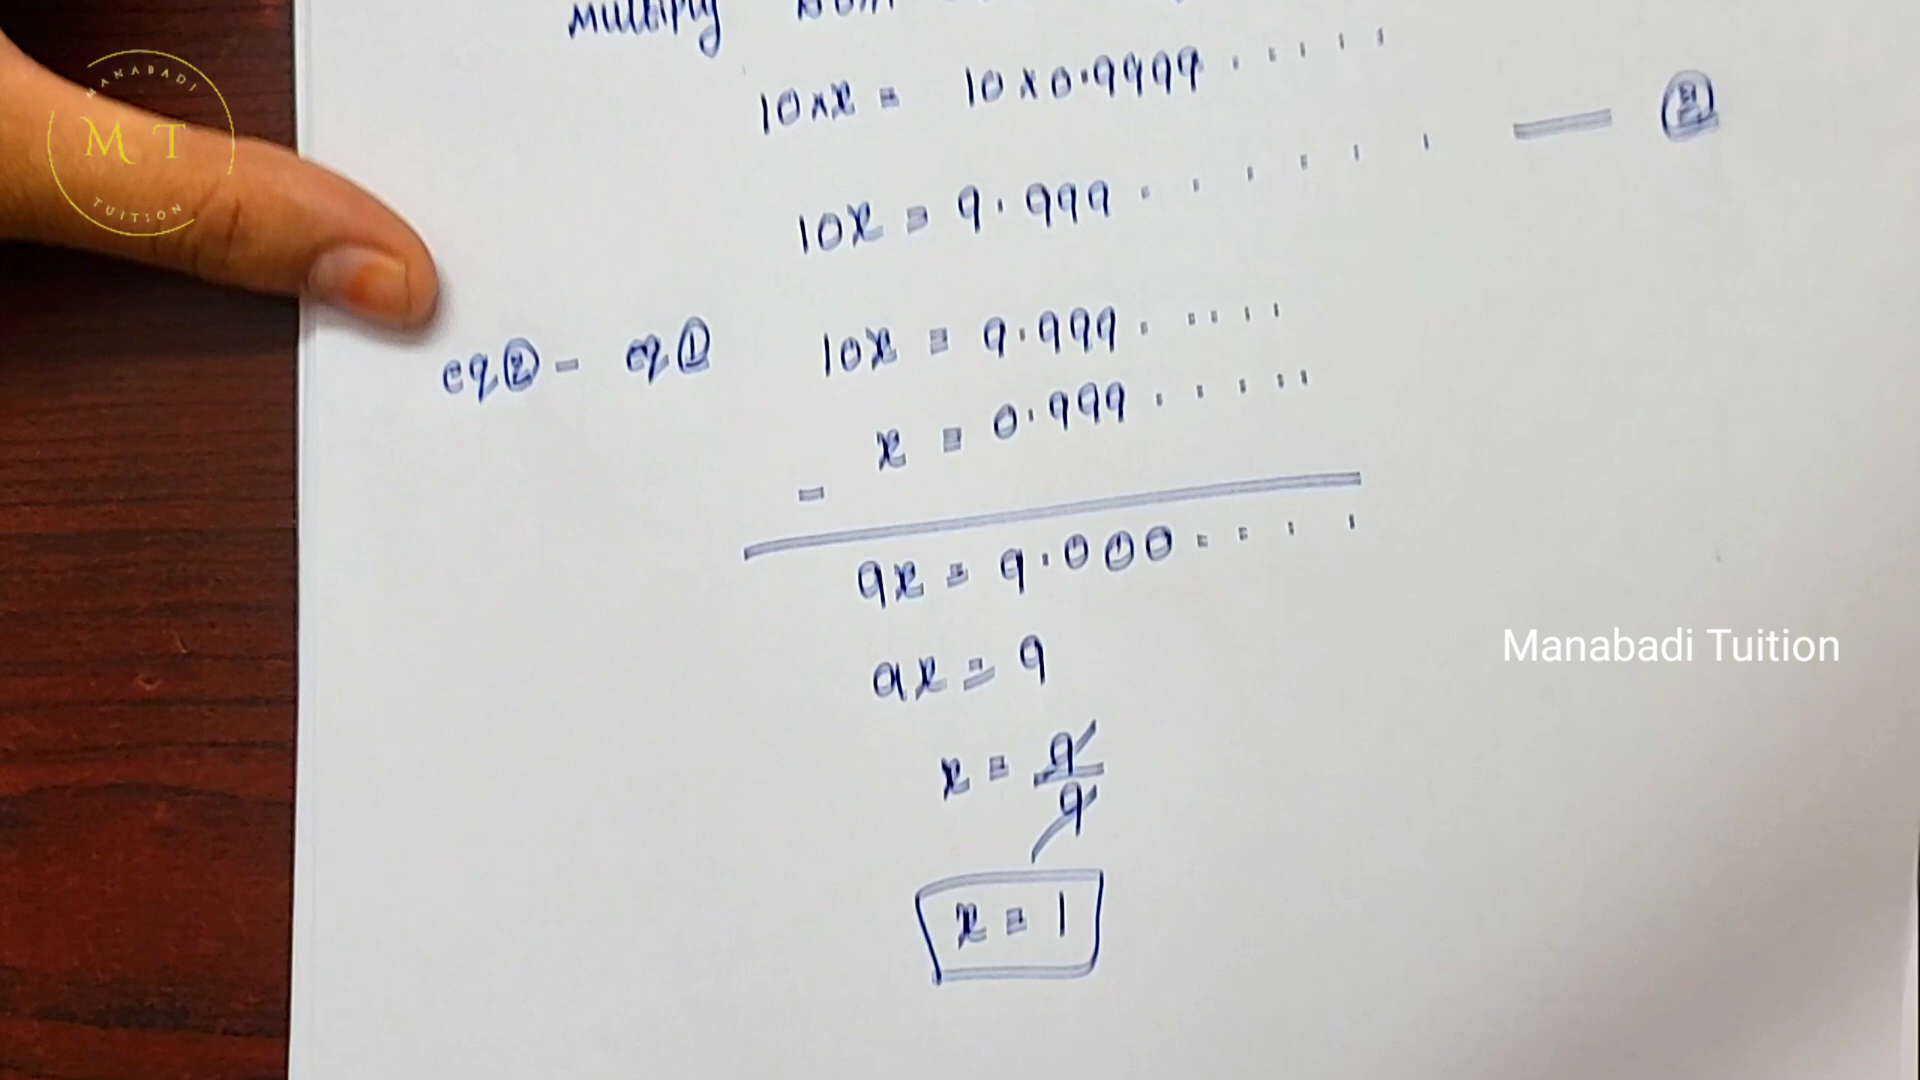 Multiply
10×x = 10×0.9999.....
10x = 9.999....... — ②
eq② - eq① 10x = 9.999......
x = 0.999......
-
9x = 9.000.....
9x = 9
x = 9/9
x = 1
MANABADI
M T
TUITION
Manabadi Tuition